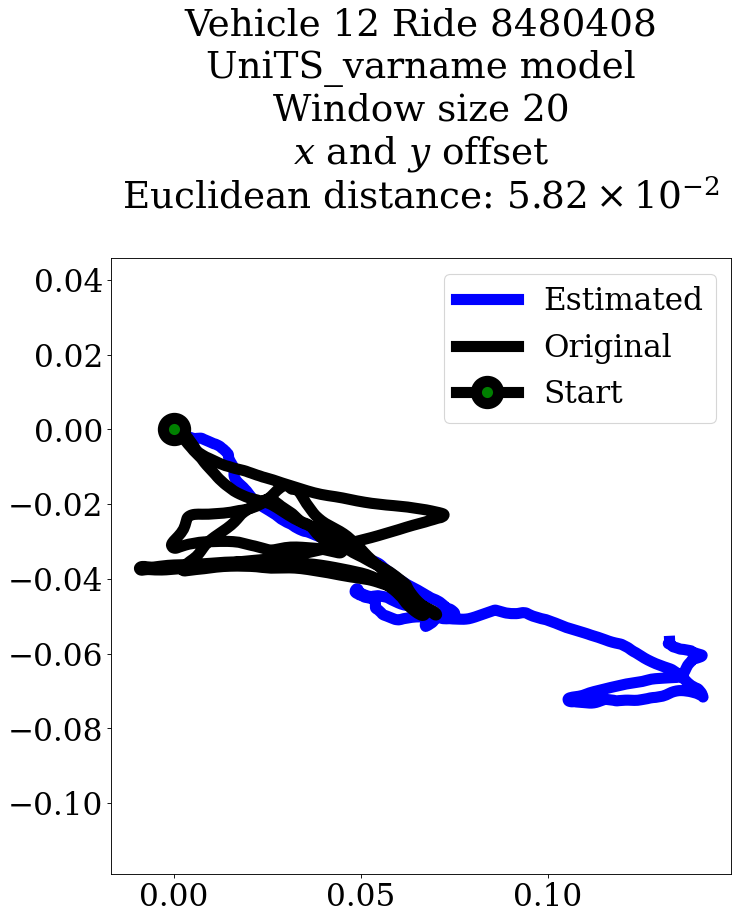 Vehicle 12 Ride 8480408
UniTS_varname model
Window size 20
x and y offset
Euclidean distance: 5.82 × 10⁻²
Estimated
Original
Start
0.04
0.02
0.00
−0.02
−0.04
−0.06
−0.08
−0.10
0.00 0.05 0.10